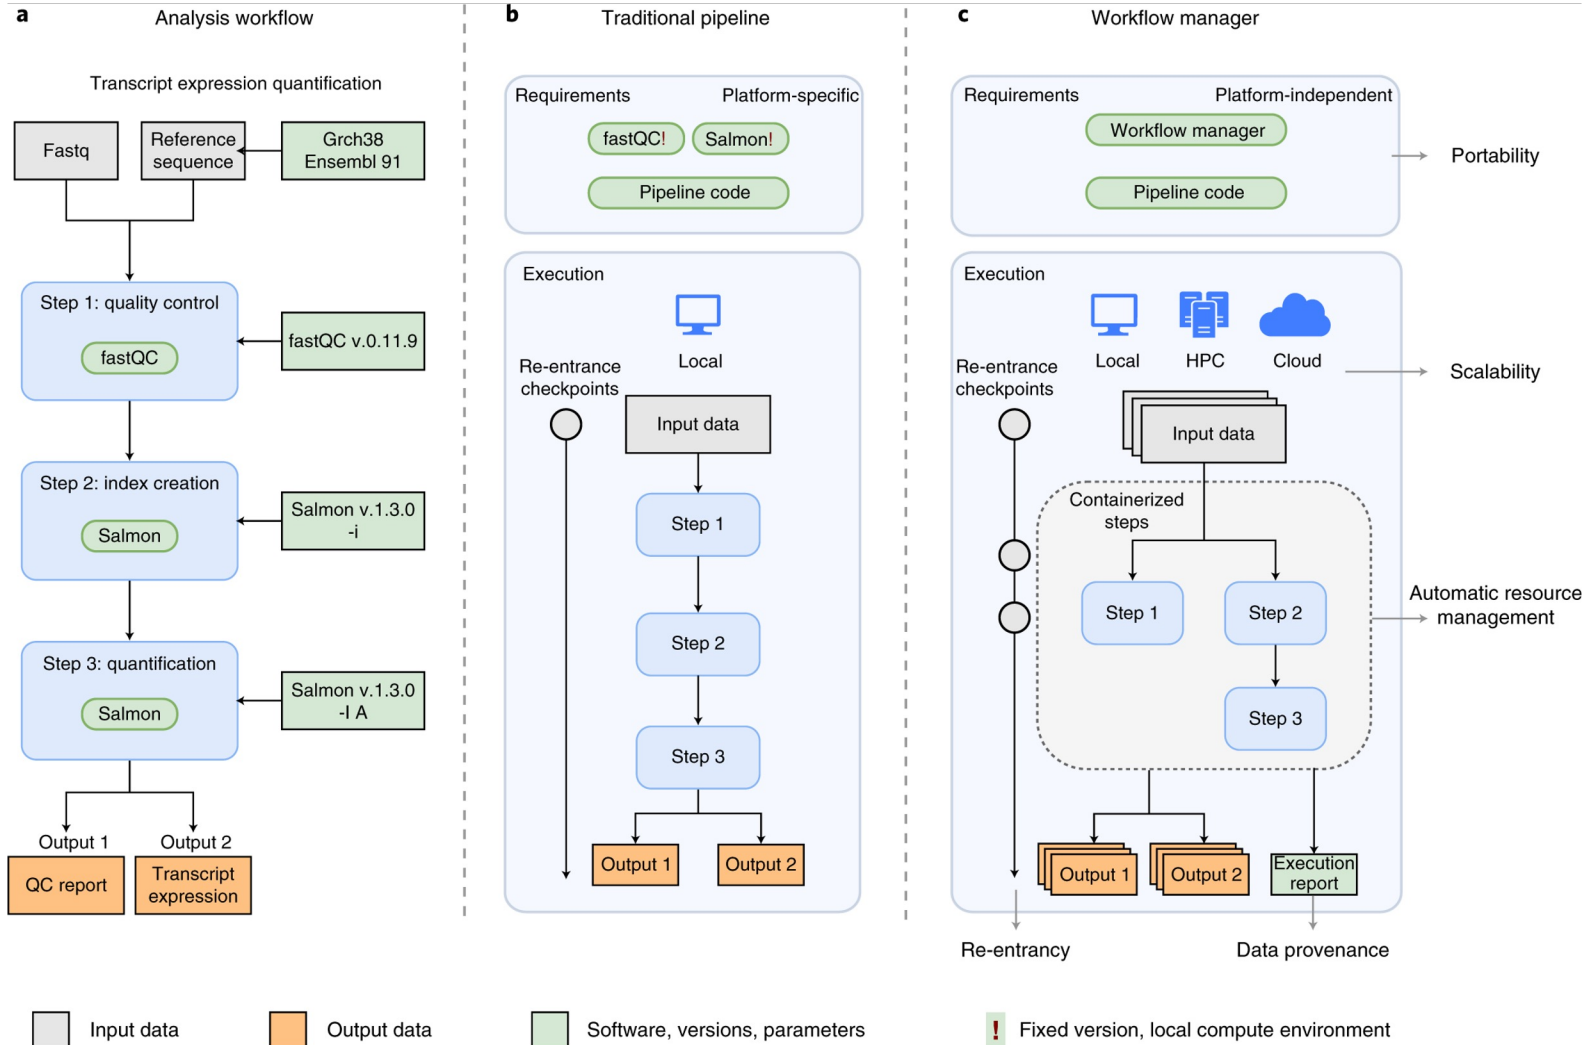 a
Analysis workflow
Transcript expression quantification
Fastq
Reference
sequence
Grch38
Ensembl 91
Step 1: quality control
fastQC
fastQC v.0.11.9
Step 2: index creation
Salmon
Salmon v.1.3.0
-i
Step 3: quantification
Salmon
Salmon v.1.3.0
-l A
Output 1
QC report
Output 2
Transcript
expression
b
Traditional pipeline
Requirements
Platform-specific
fastQC!
Salmon!
Pipeline code
Execution
Local
Re-entrance
checkpoints
Input data
Step 1
Step 2
Step 3
Output 1
Output 2
c
Workflow manager
Requirements
Platform-independent
Workflow manager
Pipeline code
Portability
Execution
Local
HPC
Cloud
Scalability
Re-entrance
checkpoints
Input data
Containerized
steps
Step 1
Step 2
Step 3
Automatic resource
management
Output 1
Output 2
Execution
report
Re-entrancy
Data provenance
Input data
Output data
Software, versions, parameters
! Fixed version, local compute environment